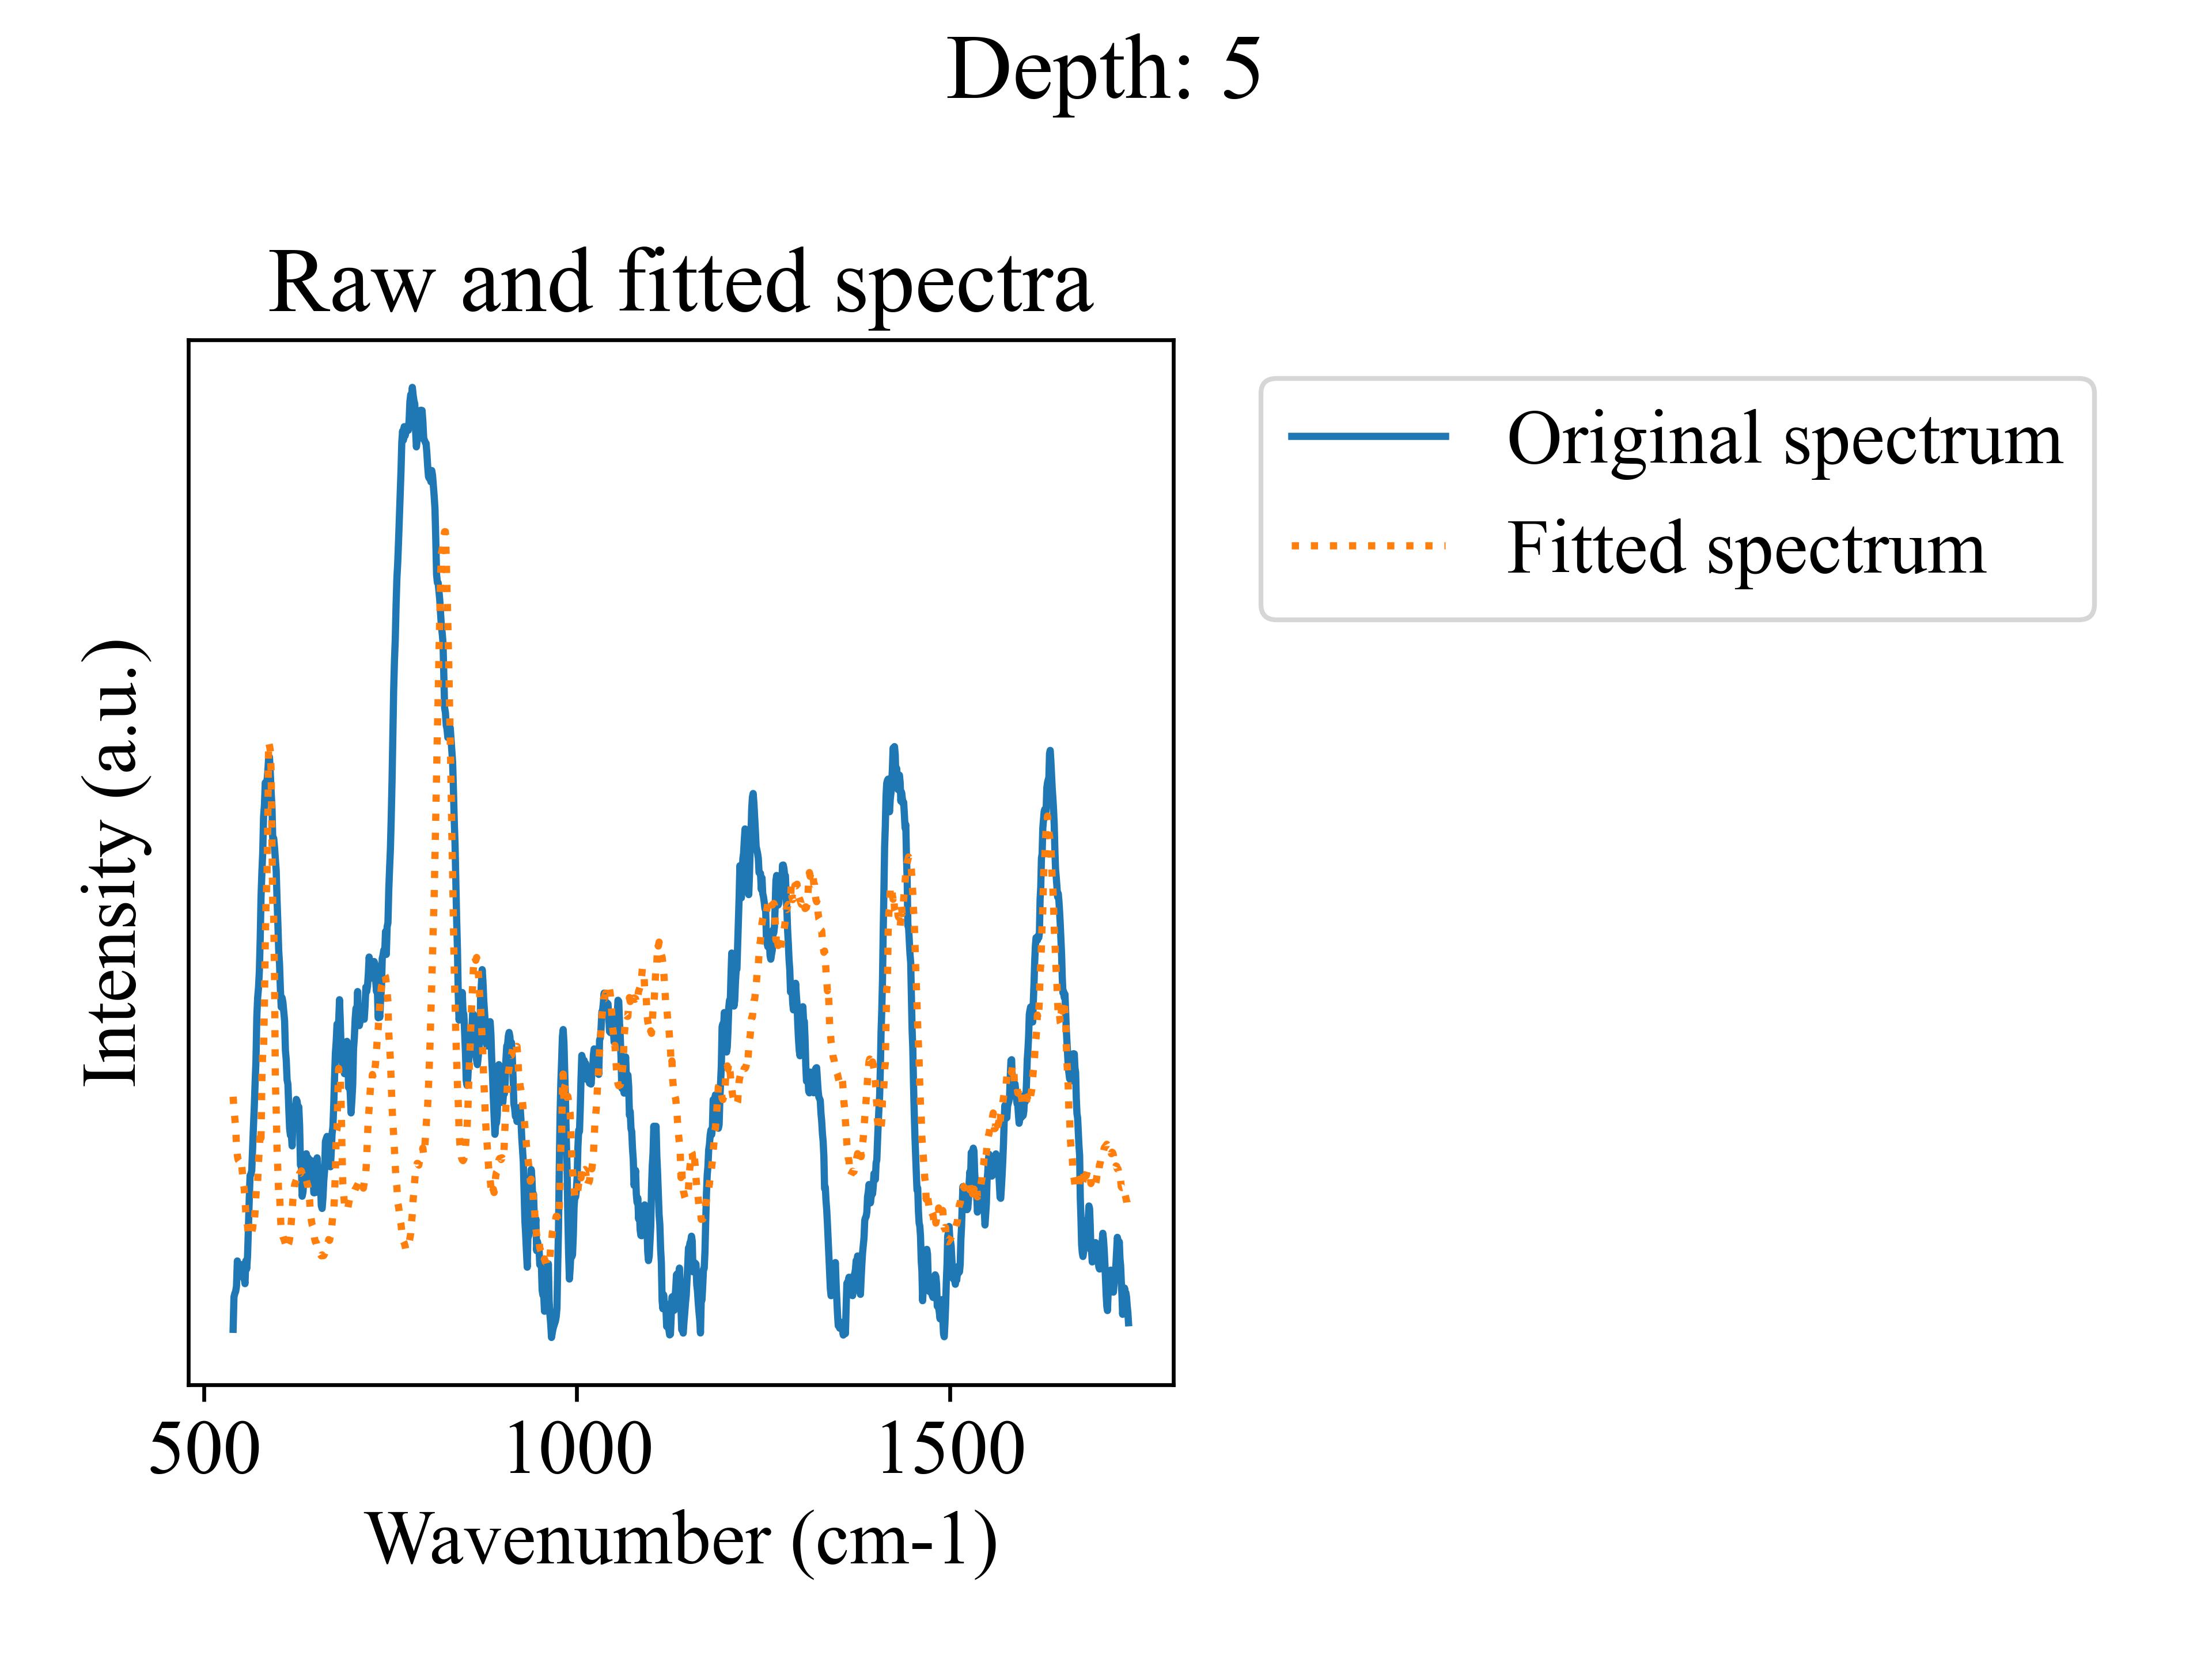 Depth: 5
Raw and fitted spectra
Original spectrum
Fitted spectrum
Intensity (a.u.)
500 1000 1500
Wavenumber (cm-1)